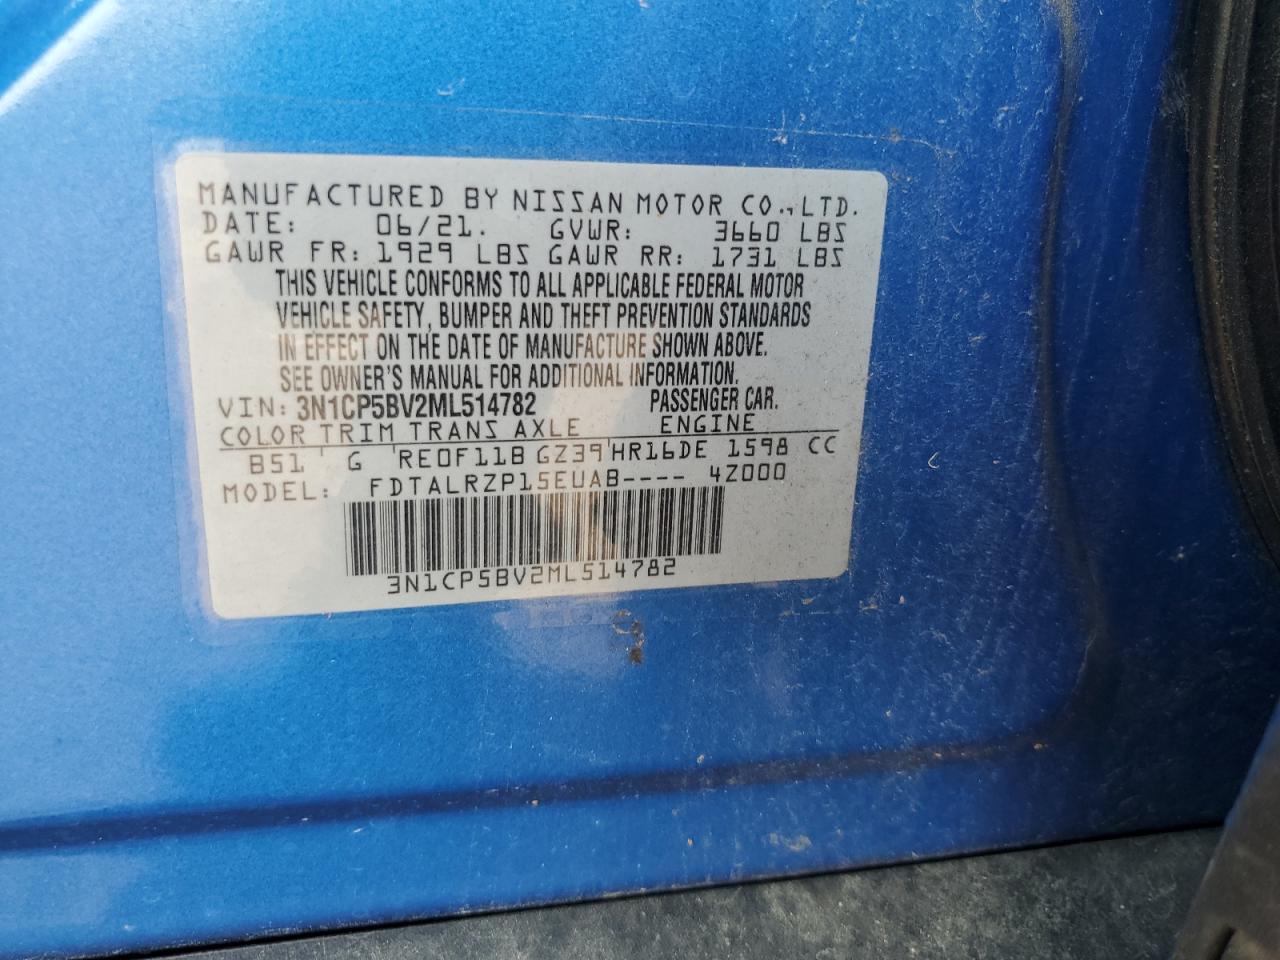 MANUFACTURED BY NISSAN MOTOR CO., LTD.
DATE: 06/21. GVWR: 3660 LBS
GAWR FR: 1929 LBS GAWR RR: 1731 LBS
THIS VEHICLE CONFORMS TO ALL APPLICABLE FEDERAL MOTOR
VEHICLE SAFETY, BUMPER AND THEFT PREVENTION STANDARDS
IN EFFECT ON THE DATE OF MANUFACTURE SHOWN ABOVE.
SEE OWNER'S MANUAL FOR ADDITIONAL INFORMATION.
VIN: 3N1CP5BV2ML514782 PASSENGER CAR.
COLOR TRIM TRANS AXLE ENGINE
B51 G RE0F11B GZ39 HR16DE 1598 CC
MODEL: FDTALRZP15EUAB---- 4Z000
3N1CP5BV2ML514782